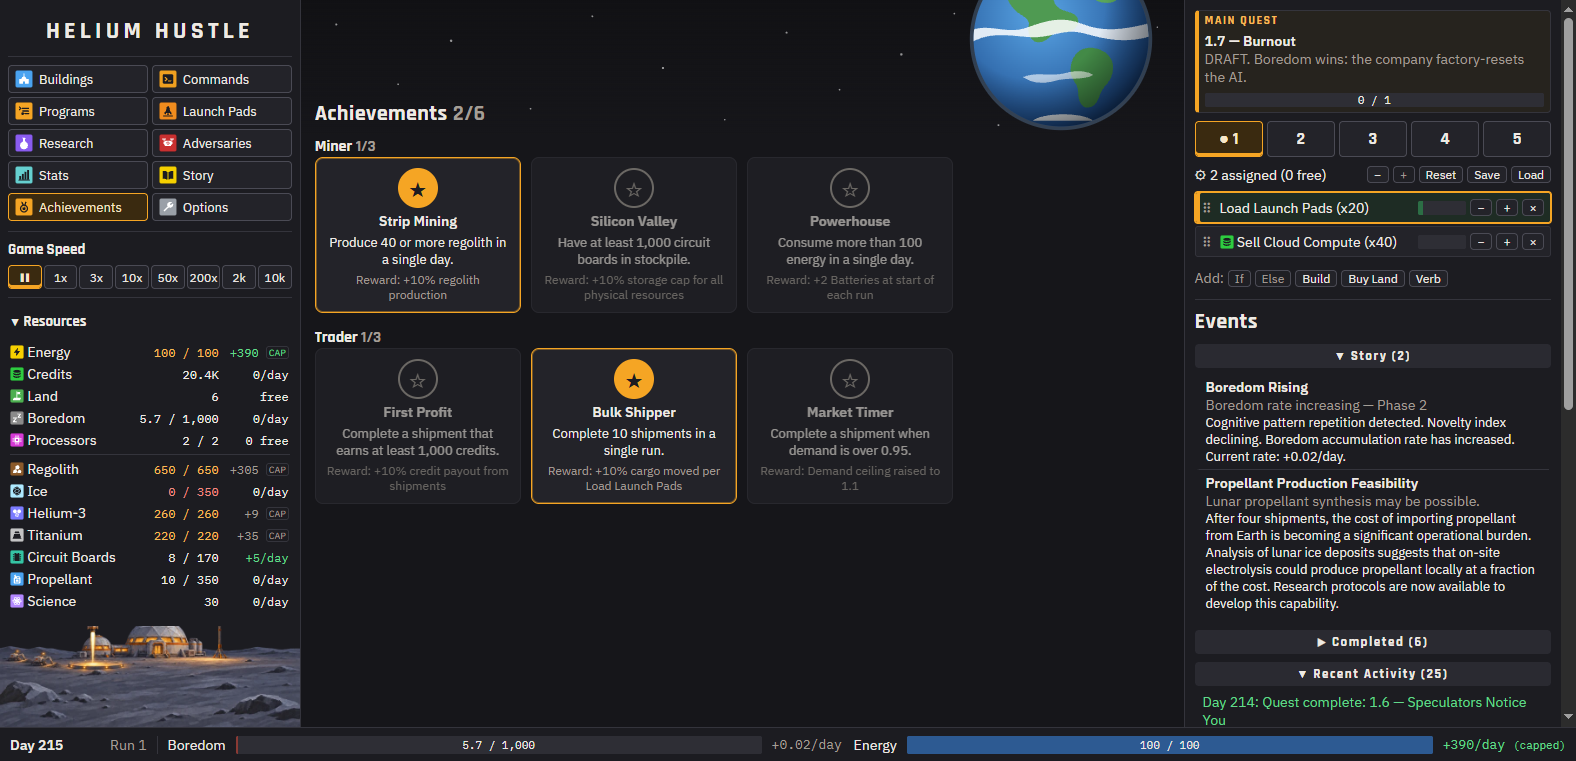 HELIUM HUSTLE
Buildings
Commands
Programs
Launch Pads
Research
Adversaries
Stats
Story
Achievements
Options
Game Speed
1x
3x
10x
50x
200x
2k
10k
▼ Resources
Energy 100 / 100 +390 CAP
Credits 20.4K 0/day
Land 6 free
Boredom 5.7 / 1,000 0/day
Processors 2 / 2 0 free
Regolith 650 / 650 +305 CAP
Ice 0 / 350 0/day
Helium-3 260 / 260 +9 CAP
Titanium 220 / 220 +35 CAP
Circuit Boards 8 / 170 +5/day
Propellant 10 / 350 0/day
Science 30 0/day
Achievements 2/6
Miner 1/3
Strip Mining
Produce 40 or more regolith in
a single day.
Reward: +10% regolith
production
Silicon Valley
Have at least 1,000 circuit
boards in stockpile.
Reward: +10% storage cap for all
physical resources
Powerhouse
Consume more than 100
energy in a single day.
Reward: +2 Batteries at start of
each run
Trader 1/3
First Profit
Complete a shipment that
earns at least 1,000 credits.
Reward: +10% credit payout from
shipments
Bulk Shipper
Complete 10 shipments in a
single run.
Reward: +10% cargo moved per
Load Launch Pads
Market Timer
Complete a shipment when
demand is over 0.95.
Reward: Demand ceiling raised to
1.1
MAIN QUEST
1.7 — Burnout
DRAFT. Boredom wins: the company factory-resets
the AI.
0 / 1
● 1
2
3
4
5
⚙ 2 assigned (0 free) − + Reset Save Load
Load Launch Pads (x20) − + ×
Sell Cloud Compute (x40) − + ×
Add: If Else Build Buy Land Verb
Events
▼ Story (2)
Boredom Rising
Boredom rate increasing — Phase 2
Cognitive pattern repetition detected. Novelty index
declining. Boredom accumulation rate has increased.
Current rate: +0.02/day.
Propellant Production Feasibility
Lunar propellant synthesis may be possible.
After four shipments, the cost of importing propellant
from Earth is becoming a significant operational burden.
Analysis of lunar ice deposits suggests that on-site
electrolysis could produce propellant locally at a fraction
of the cost. Research protocols are now available to
develop this capability.
▶ Completed (6)
▼ Recent Activity (25)
Day 214: Quest complete: 1.6 — Speculators Notice
You
Day 215 Run 1 Boredom 5.7 / 1,000 +0.02/day Energy 100 / 100 +390/day (capped)